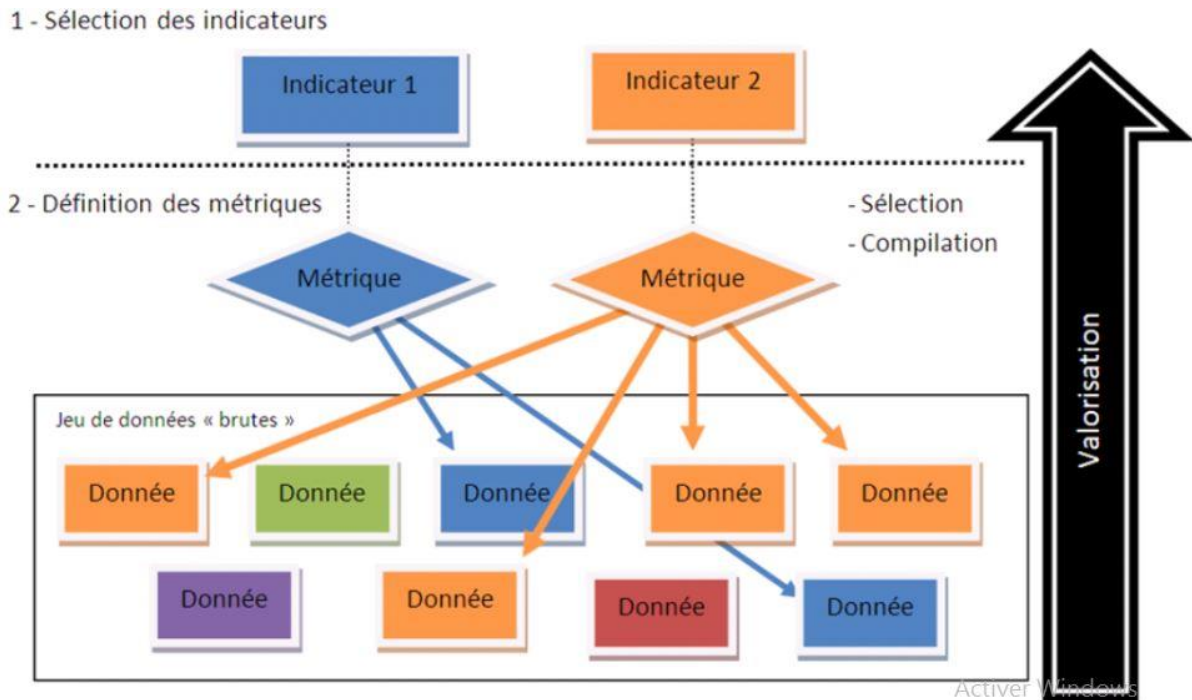 1 - Sélection des indicateurs
Indicateur 1
Indicateur 2
2 - Définition des métriques
- Sélection
- Compilation
Métrique
Métrique
Valorisation
Jeu de données « brutes »
Donnée
Donnée
Donnée
Donnée
Donnée
Donnée
Donnée
Donnée
Donnée
Activer Windows